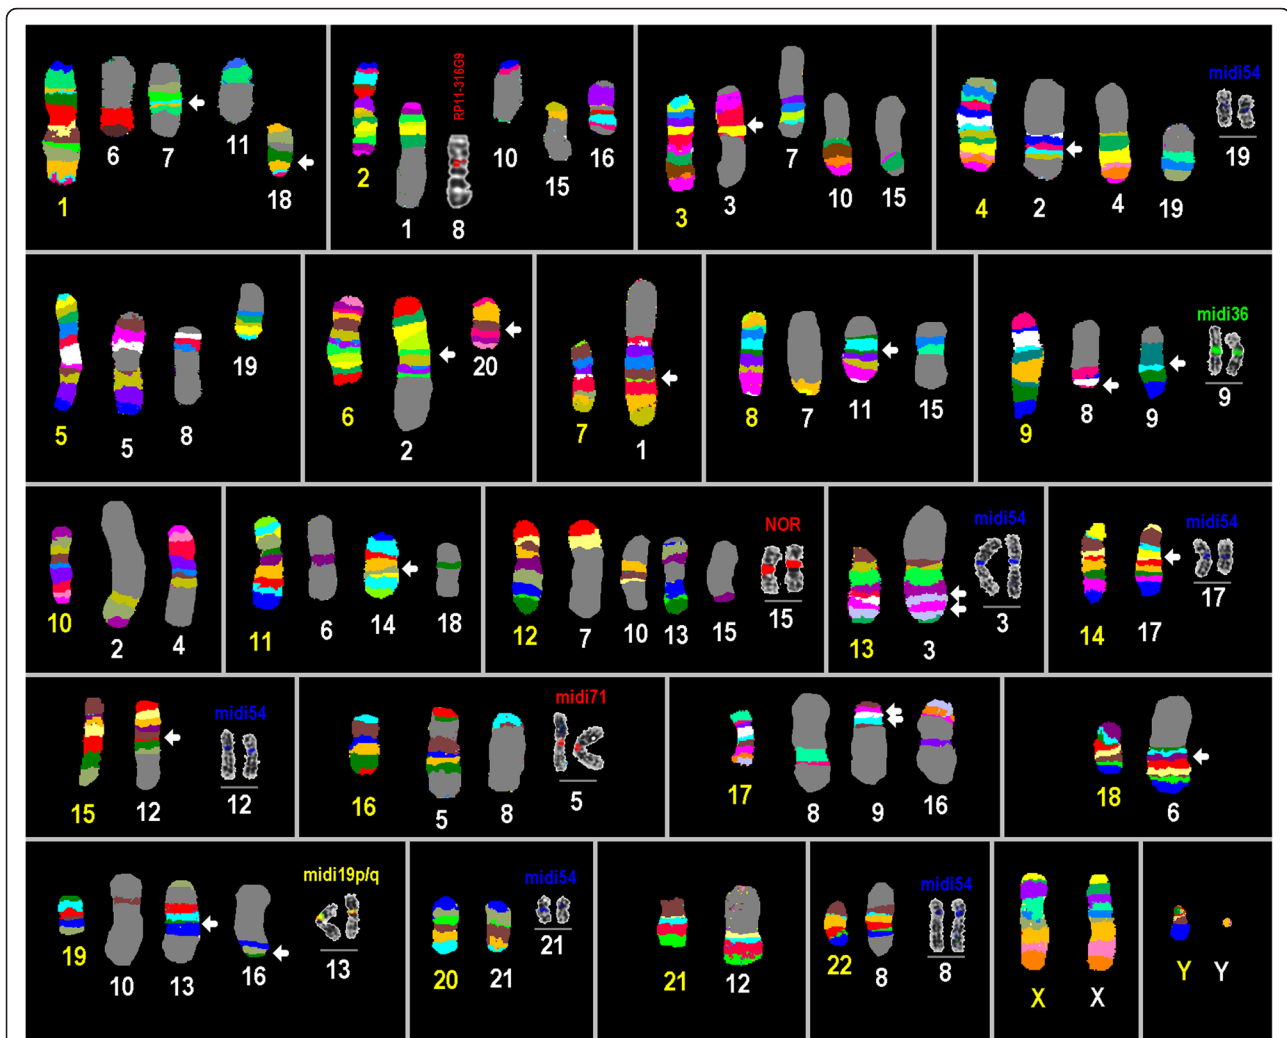 1 6 7 11 18
2 1 8 RP11-316G9 10 15 16
3 3 7 10 15
4 2 4 19 midi54 19
5 5 8 19
6 2 20
7 1
8 7 11 15
9 8 9 midi36 9
10 2 4
11 6 14 18
12 7 10 13 15 NOR 15
13 3 midi54 3
14 17 midi54 17
15 12 midi54 12
16 5 8 midi71 5
17 8 9 16
18 6
19 10 13 16 midi19p/q 13
20 21 midi54 21
21 12
22 8 midi54 8
X X
Y Y